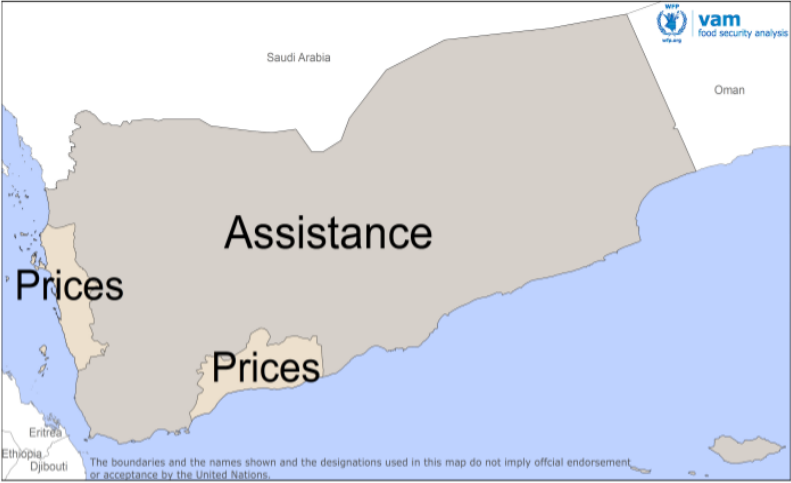 WFP
wfp.org
vam
food security analysis
Saudi Arabia
Oman
Assistance
Prices
Prices
Eritrea
Ethiopia
Djibouti
The boundaries and the names shown and the designations used in this map do not imply offcial endorsement
or acceptance by the United Nations.